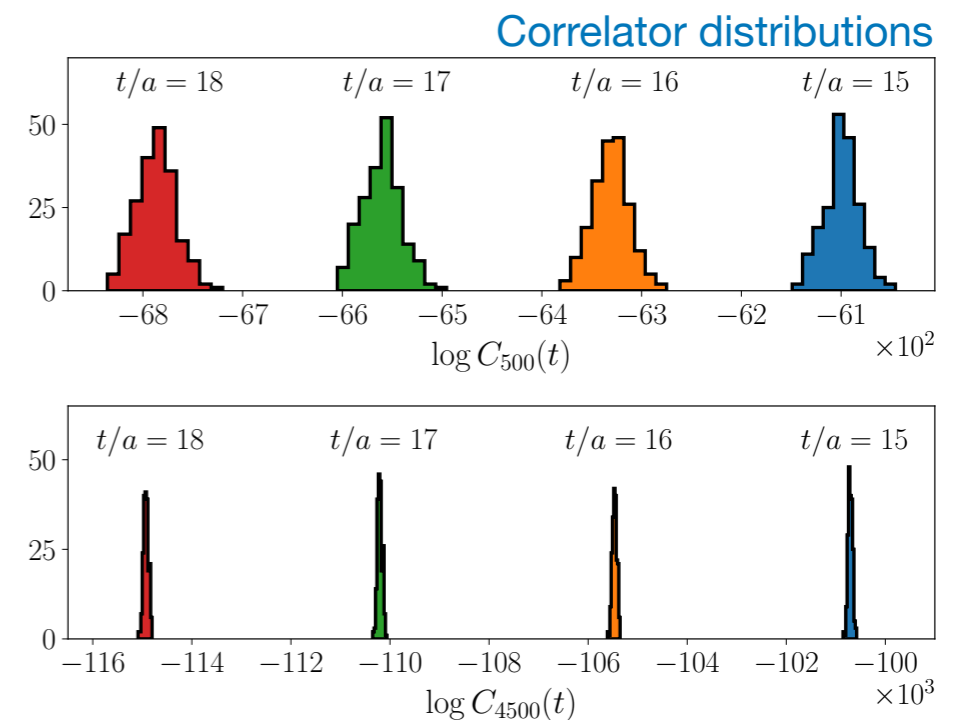 Correlator distributions
t/a = 18 t/a = 17 t/a = 16 t/a = 15
50
25
0
−68 −67 −66 −65 −64 −63 −62 −61
×10²
log C₅₀₀(t)
t/a = 18 t/a = 17 t/a = 16 t/a = 15
50
25
0
−116 −114 −112 −110 −108 −106 −104 −102 −100
×10³
log C₄₅₀₀(t)